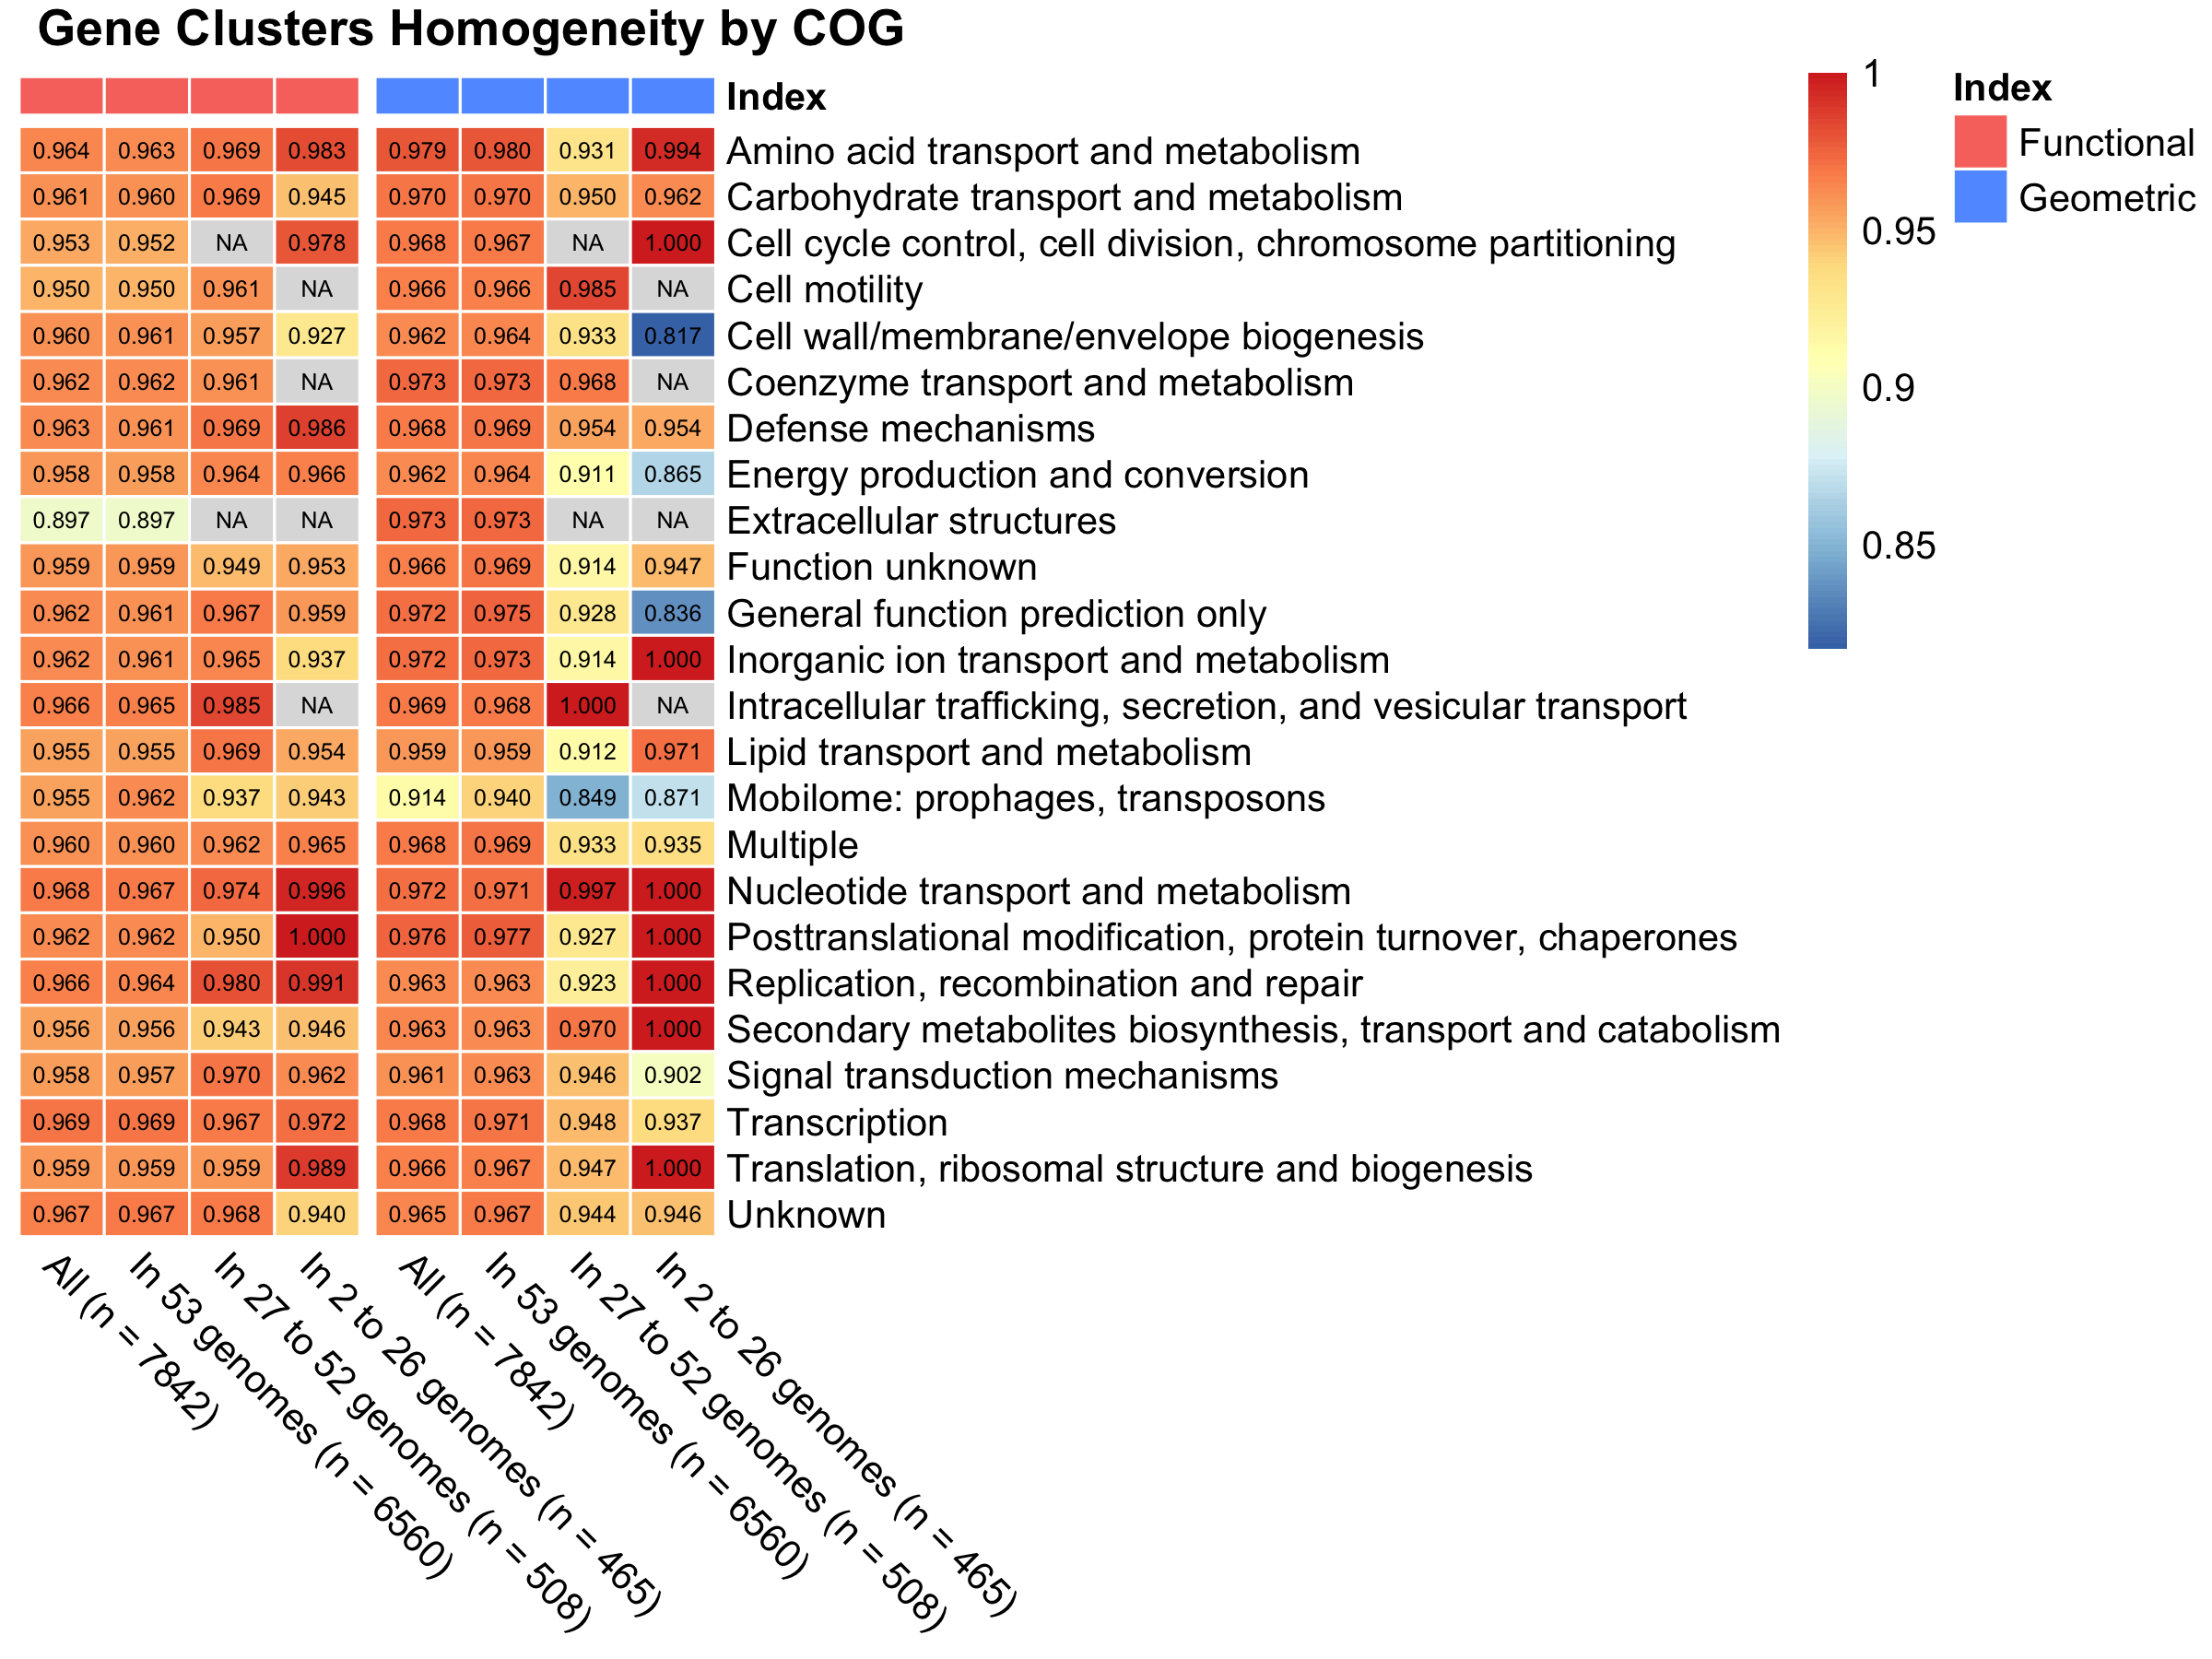 Gene Clusters Homogeneity by COG
Index
0.964 0.963 0.969 0.983 0.979 0.980 0.931 0.994 Amino acid transport and metabolism
0.961 0.960 0.969 0.945 0.970 0.970 0.950 0.962 Carbohydrate transport and metabolism
0.953 0.952 NA 0.978 0.968 0.967 NA 1.000 Cell cycle control, cell division, chromosome partitioning
0.950 0.950 0.961 NA 0.966 0.966 0.985 NA Cell motility
0.960 0.961 0.957 0.927 0.962 0.964 0.933 0.817 Cell wall/membrane/envelope biogenesis
0.962 0.962 0.961 NA 0.973 0.973 0.968 NA Coenzyme transport and metabolism
0.963 0.961 0.969 0.986 0.968 0.969 0.954 0.954 Defense mechanisms
0.958 0.958 0.964 0.966 0.962 0.964 0.911 0.865 Energy production and conversion
0.897 0.897 NA NA 0.973 0.973 NA NA Extracellular structures
0.959 0.959 0.949 0.953 0.966 0.969 0.914 0.947 Function unknown
0.962 0.961 0.967 0.959 0.972 0.975 0.928 0.836 General function prediction only
0.962 0.961 0.965 0.937 0.972 0.973 0.914 1.000 Inorganic ion transport and metabolism
0.966 0.965 0.985 NA 0.969 0.968 1.000 NA Intracellular trafficking, secretion, and vesicular transport
0.955 0.955 0.969 0.954 0.959 0.959 0.912 0.971 Lipid transport and metabolism
0.955 0.962 0.937 0.943 0.914 0.940 0.849 0.871 Mobilome: prophages, transposons
0.960 0.960 0.962 0.965 0.968 0.969 0.933 0.935 Multiple
0.968 0.967 0.974 0.996 0.972 0.971 0.997 1.000 Nucleotide transport and metabolism
0.962 0.962 0.950 1.000 0.976 0.977 0.927 1.000 Posttranslational modification, protein turnover, chaperones
0.966 0.964 0.980 0.991 0.963 0.963 0.923 1.000 Replication, recombination and repair
0.956 0.956 0.943 0.946 0.963 0.963 0.970 1.000 Secondary metabolites biosynthesis, transport and catabolism
0.958 0.957 0.970 0.962 0.961 0.963 0.946 0.902 Signal transduction mechanisms
0.969 0.969 0.967 0.972 0.968 0.971 0.948 0.937 Transcription
0.959 0.959 0.959 0.989 0.966 0.967 0.947 1.000 Translation, ribosomal structure and biogenesis
0.967 0.967 0.968 0.940 0.965 0.967 0.944 0.946 Unknown
All (n = 7842)
In 53 genomes (n = 6560)
In 27 to 52 genomes (n = 508)
In 2 to 26 genomes (n = 465)
All (n = 7842)
In 53 genomes (n = 6560)
In 27 to 52 genomes (n = 508)
In 2 to 26 genomes (n = 465)
1
0.95
0.9
0.85
Index
Functional
Geometric